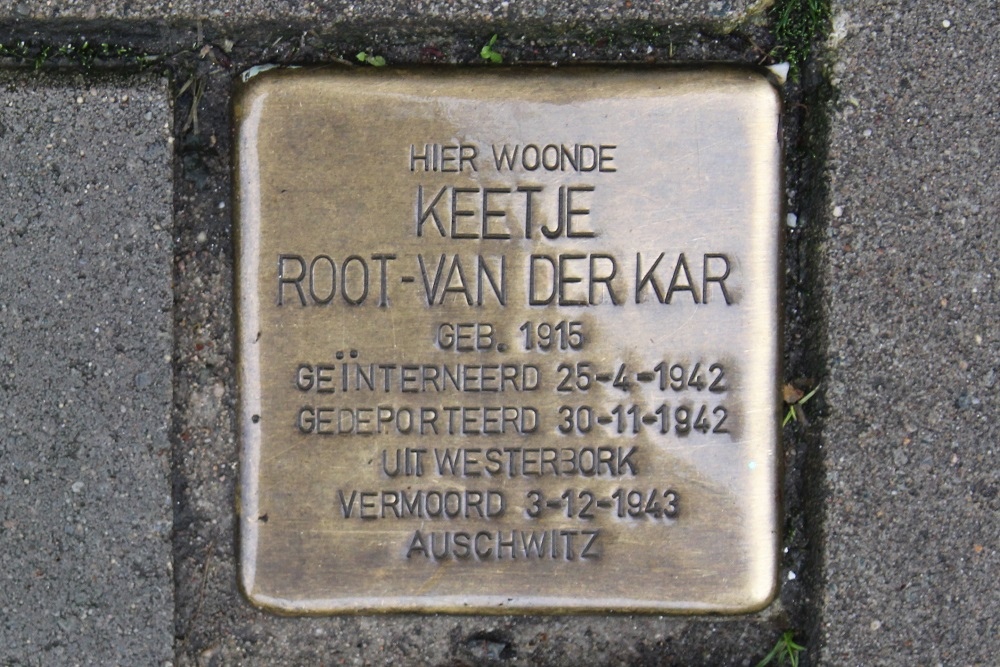 HIER WOONDE
KEETJE
ROOT-VAN DER KAR
GEB. 1915
GEÏNTERNEERD 25-4-1942
GEDEPORTEERD 30-11-1942
UIT WESTERBORK
VERMOORD 3-12-1943
AUSCHWITZ